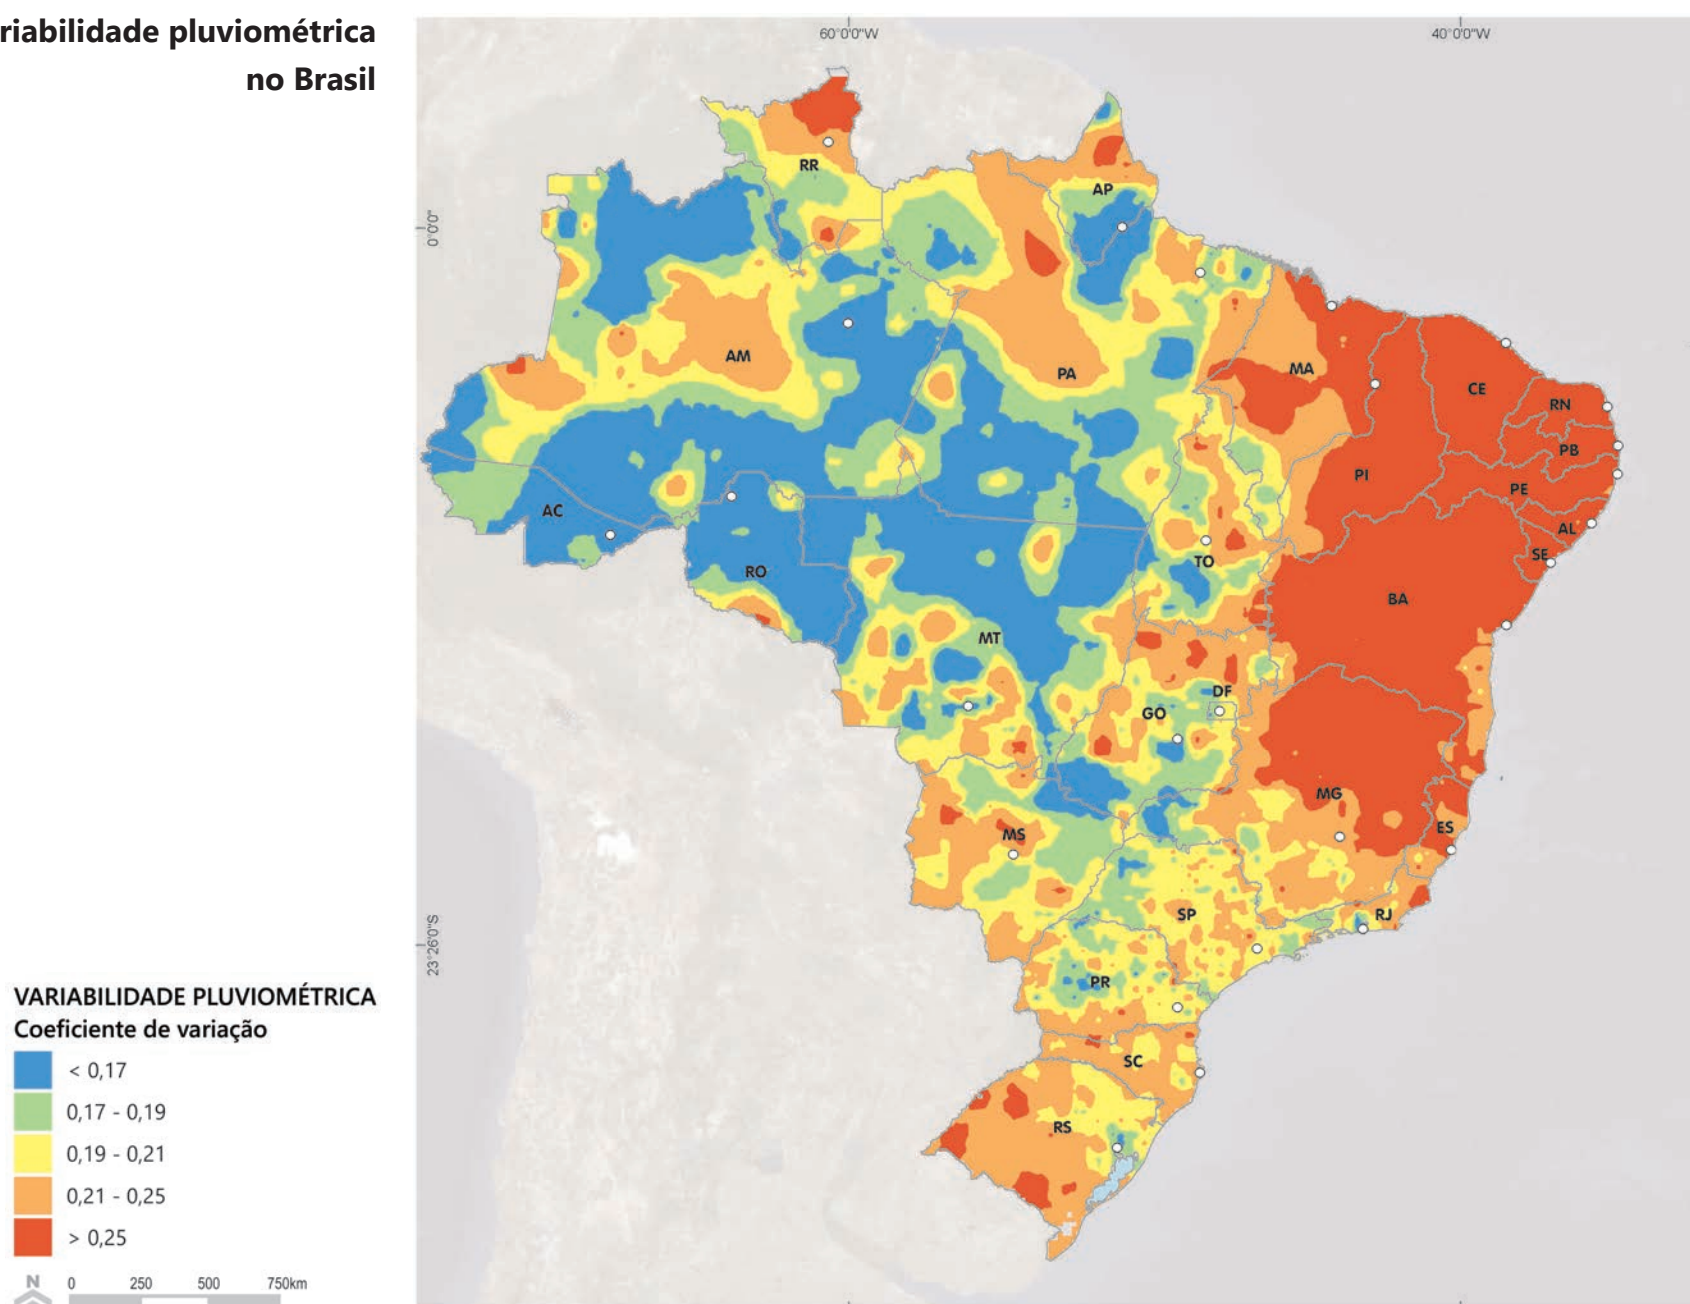 riabilidade pluviométrica
no Brasil
60°0'0"W
40°0'0"W
0°0'0"
23°26'0"S
RR
AP
AM
PA
MA
CE
RN
PB
PI
PE
AC
AL
SE
TO
RO
BA
MT
DF
GO
MG
MS
ES
SP
RJ
PR
SC
RS
VARIABILIDADE PLUVIOMÉTRICA
Coeficiente de variação
< 0,17
0,17 - 0,19
0,19 - 0,21
0,21 - 0,25
> 0,25
N
0 250 500 750km